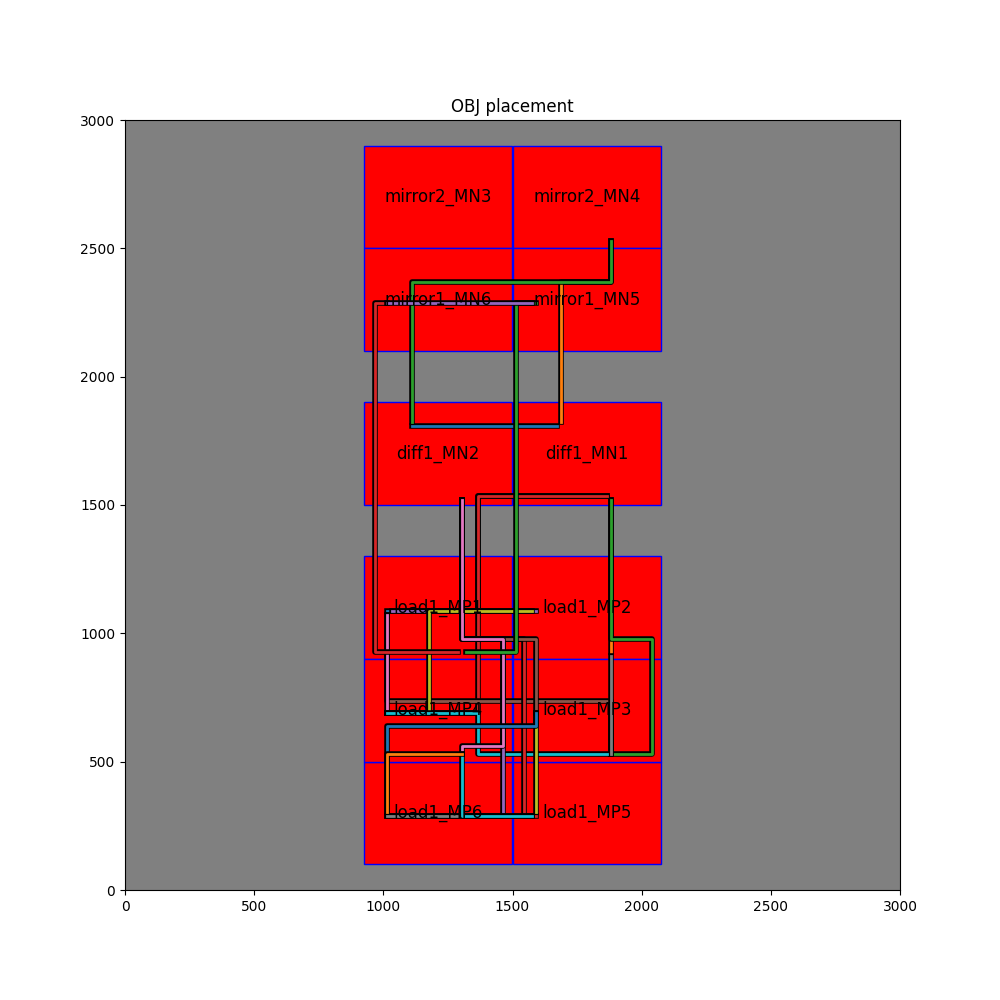 OBJ placement
3000
2500
2000
1500
1000
500
0
mirror2_MN3 mirror2_MN4
mirror1_MN6 mirror1_MN5
diff1_MN2 diff1_MN1
load1_MP1 load1_MP2
load1_MP4 load1_MP3
load1_MP6 load1_MP5
0 500 1000 1500 2000 2500 3000